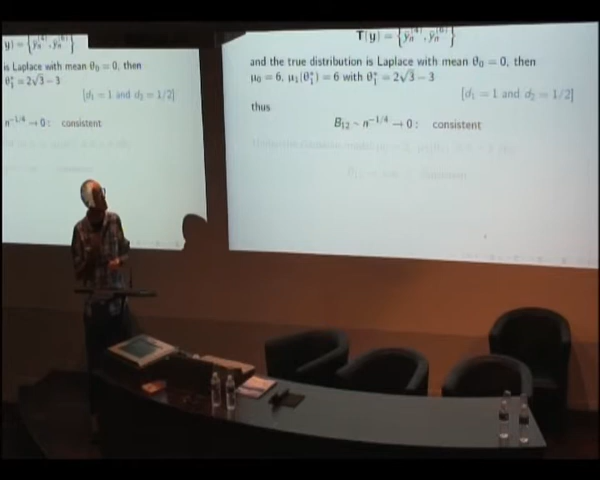 y) = {ȳₙ⁽⁴⁾, ȳₙ⁽⁶⁾}
is Laplace with mean θ₀ = 0, then
θ₁* = 2√3 − 3
[d₁ = 1 and d₂ = 1/2]
n^{−1/4} → 0 : consistent
T(y) = {ȳₙ⁽⁴⁾, ȳₙ⁽⁶⁾}
and the true distribution is Laplace with mean θ₀ = 0, then
μ₀ = 6, μ₁(θ₁*) = 6 with θ₁* = 2√3 − 3
[d₁ = 1 and d₂ = 1/2]
thus
B₁₂ ~ n^{−1/4} → 0 : consistent